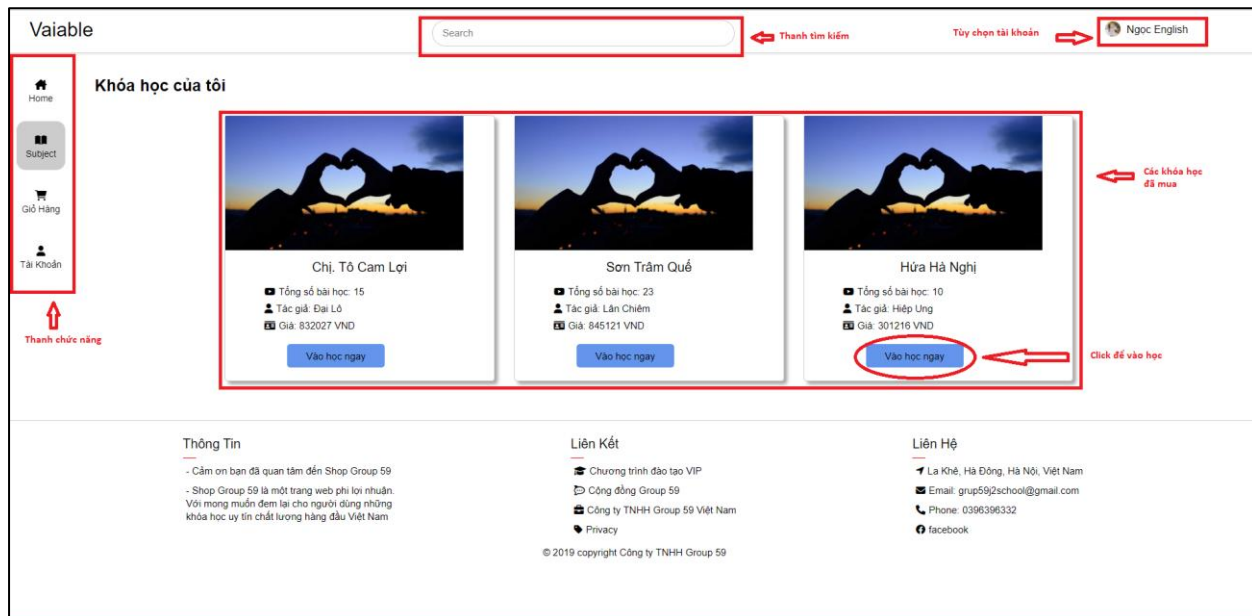 Vaiable
Search
Thanh tìm kiếm
Tùy chọn tài khoản
Ngọc English
Home
Subject
Giỏ Hàng
Tài Khoản
Thanh chức năng
Khóa học của tôi
Chị. Tô Cam Lợi
Tổng số bài học: 15
Tác giả: Đại Lô
Giá: 832027 VND
Vào học ngay
Sơn Trâm Quế
Tổng số bài học: 23
Tác giả: Lân Chiêm
Giá: 845121 VND
Vào học ngay
Hứa Hà Nghị
Tổng số bài học: 10
Tác giả: Hiệp Ung
Giá: 301216 VND
Vào học ngay
Các khóa học
đã mua
Click để vào học
Thông Tin
- Cảm ơn bạn đã quan tâm đến Shop Group 59
- Shop Group 59 là một trang web phi lợi nhuận.
Với mong muốn đem lại cho người dùng những
khóa học uy tín chất lượng hàng đầu Việt Nam
Liên Kết
Chương trình đào tạo VIP
Cộng đồng Group 59
Công ty TNHH Group 59 Việt Nam
Privacy
Liên Hệ
La Khê, Hà Đông, Hà Nội, Việt Nam
Email: grup59j2school@gmail.com
Phone: 0396396332
facebook
© 2019 copyright Công ty TNHH Group 59